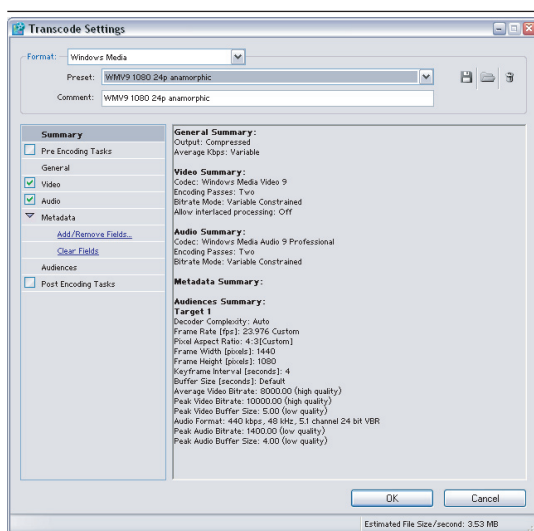 Transcode Settings
Format: Windows Media
Preset: WMV9 1080 24p anamorphic
Comment: WMV9 1080 24p anamorphic
Summary
Pre Encoding Tasks
General
Video
Audio
Metadata
Add/Remove Fields...
Clear Fields
Audiences
Post Encoding Tasks
General Summary:
Output: Compressed
Average Kbps: Variable
Video Summary:
Codec: Windows Media Video 9
Encoding Passes: Two
Bitrate Mode: Variable Constrained
Allow interlaced processing: Off
Audio Summary:
Codec: Windows Media Audio 9 Professional
Encoding Passes: Two
Bitrate Mode: Variable Constrained
Metadata Summary:
Audiences Summary:
Target 1
Decoder Complexity: Auto
Frame Rate [fps]: 23.976 Custom
Pixel Aspect Ratio: 4:3[Custom]
Frame Width [pixels]: 1440
Frame Height [pixels]: 1080
Keyframe Interval [seconds]: 4
Buffer Size [seconds]: Default
Average Video Bitrate: 8000.00 (high quality)
Peak Video Bitrate: 10000.00 (high quality)
Peak Video Buffer Size: 5.00 (low quality)
Audio Format: 440 kbps, 48 kHz, 5.1 channel 24 bit VBR
Peak Audio Bitrate: 1400.00 (low quality)
Peak Audio Buffer Size: 4.00 (low quality)
OK
Cancel
Estimated File Size/second: 3.53 MB